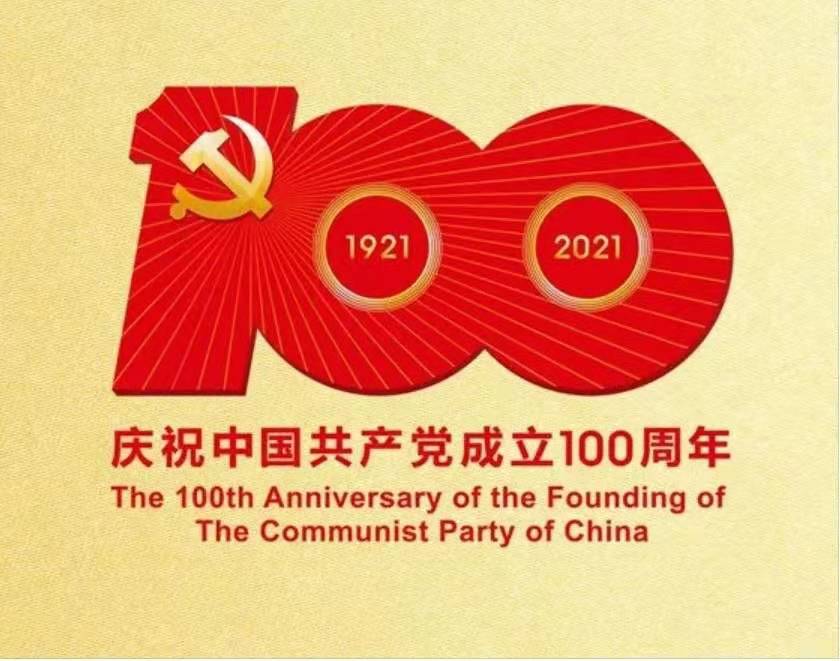 100
1921
2021
庆祝中国共产党成立100周年
The 100th Anniversary of the Founding of
The Communist Party of China